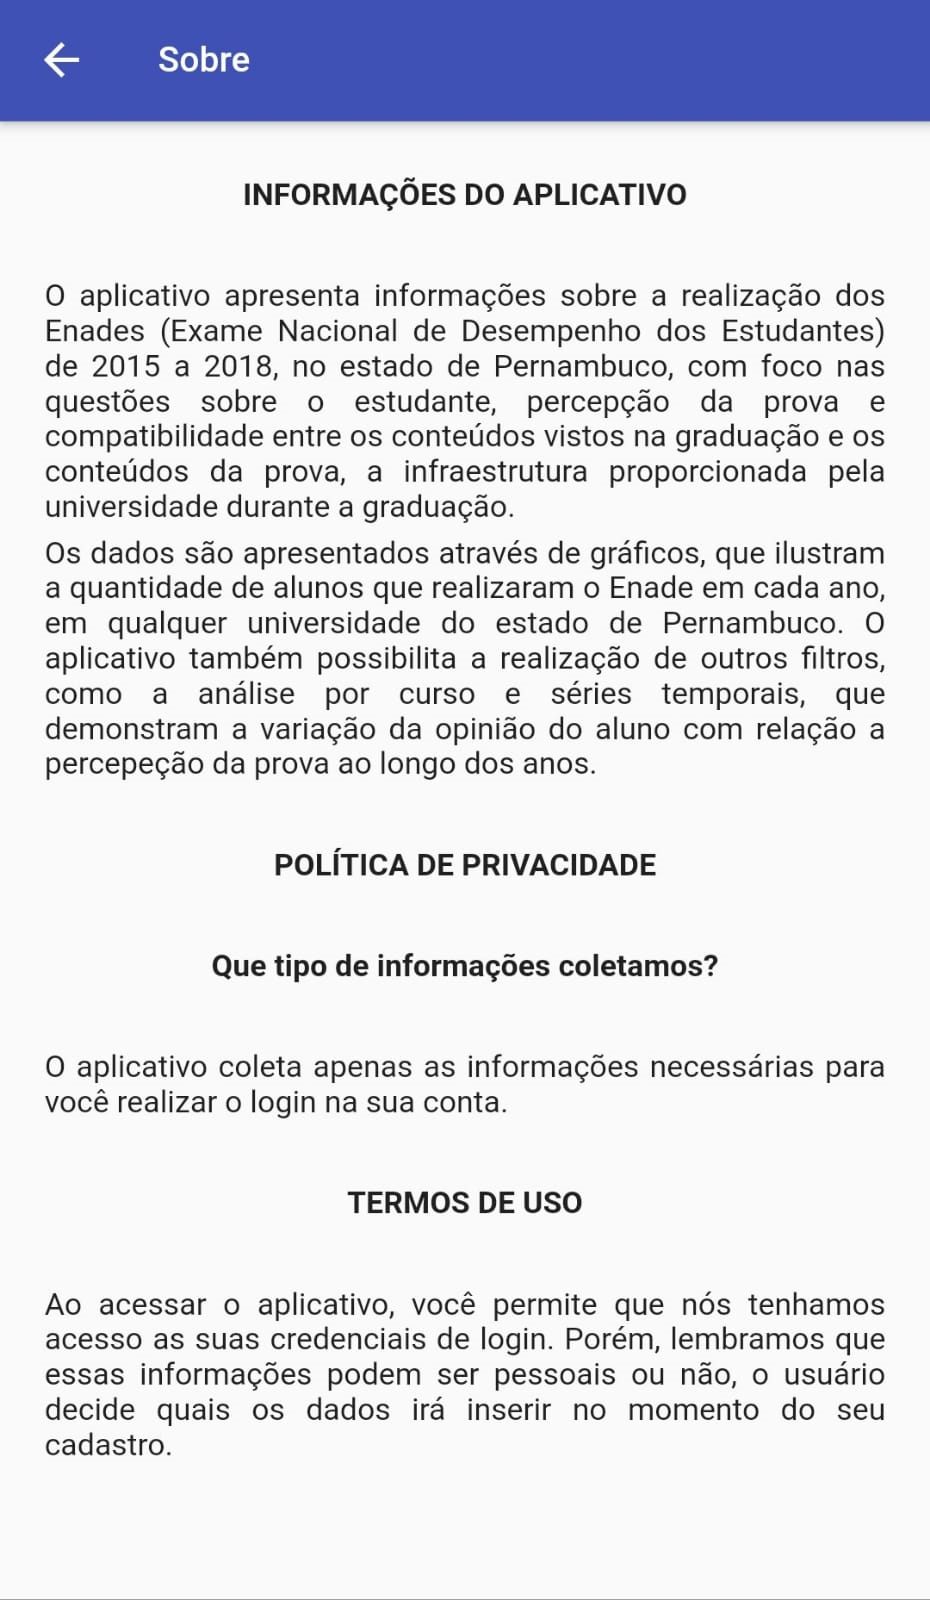 Sobre
INFORMAÇÕES DO APLICATIVO
O aplicativo apresenta informações sobre a realização dos
Enades (Exame Nacional de Desempenho dos Estudantes)
de 2015 a 2018, no estado de Pernambuco, com foco nas
questões sobre o estudante, percepção da prova e
compatibilidade entre os conteúdos vistos na graduação e os
conteúdos da prova, a infraestrutura proporcionada pela
universidade durante a graduação.
Os dados são apresentados através de gráficos, que ilustram
a quantidade de alunos que realizaram o Enade em cada ano,
em qualquer universidade do estado de Pernambuco. O
aplicativo também possibilita a realização de outros filtros,
como a análise por curso e séries temporais, que
demonstram a variação da opinião do aluno com relação a
percepeção da prova ao longo dos anos.
POLÍTICA DE PRIVACIDADE
Que tipo de informações coletamos?
O aplicativo coleta apenas as informações necessárias para
você realizar o login na sua conta.
TERMOS DE USO
Ao acessar o aplicativo, você permite que nós tenhamos
acesso as suas credenciais de login. Porém, lembramos que
essas informações podem ser pessoais ou não, o usuário
decide quais os dados irá inserir no momento do seu
cadastro.